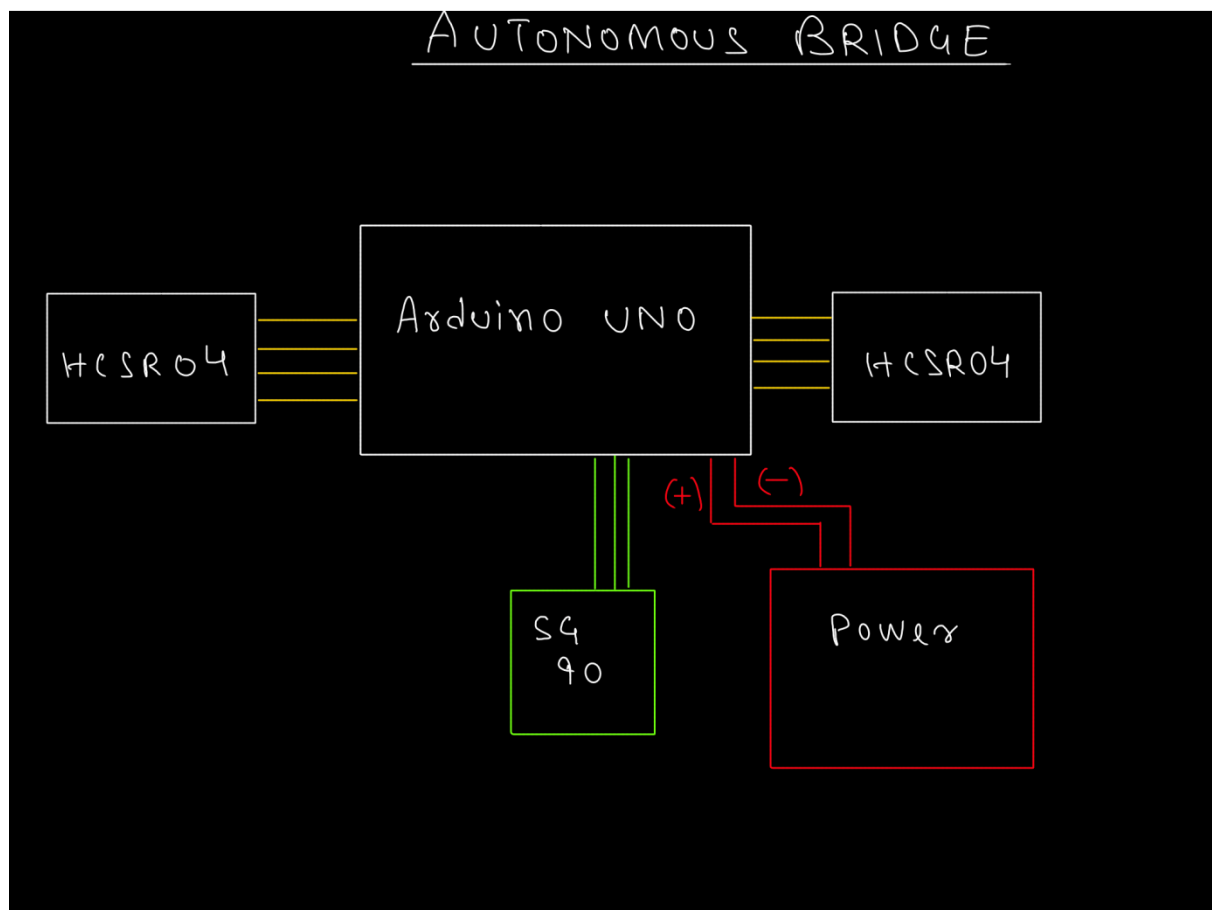 AUTONOMOUS BRIDGE
Arduino UNO
HCSR04
HCSR04
(+)
(-)
SG
90
Power